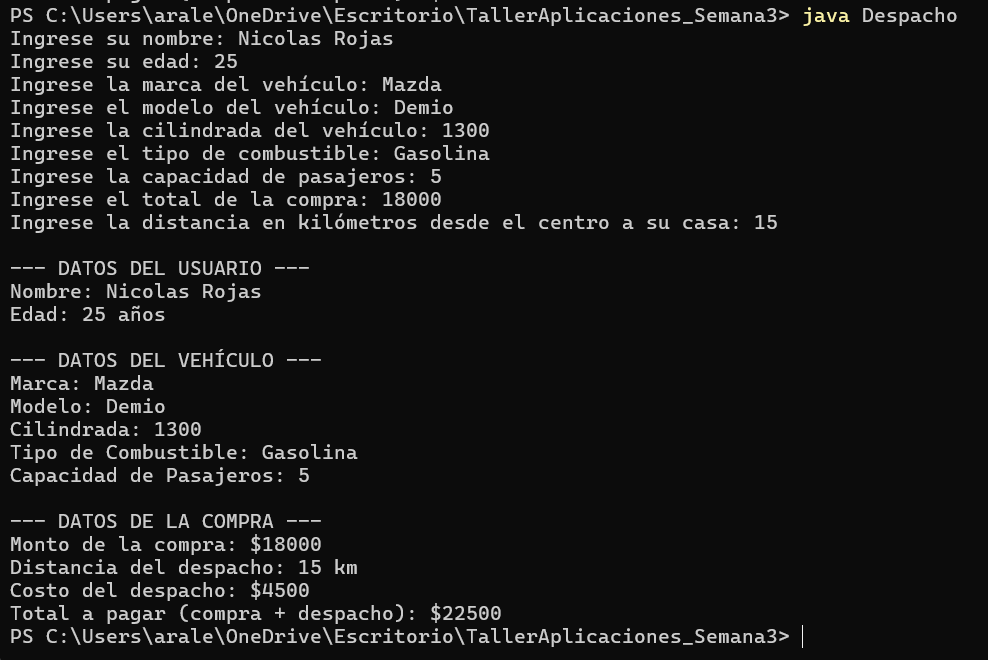 PS C:\Users\arale\OneDrive\Escritorio\TallerAplicaciones_Semana3> java Despacho
Ingrese su nombre: Nicolas Rojas
Ingrese su edad: 25
Ingrese la marca del vehículo: Mazda
Ingrese el modelo del vehículo: Demio
Ingrese la cilindrada del vehículo: 1300
Ingrese el tipo de combustible: Gasolina
Ingrese la capacidad de pasajeros: 5
Ingrese el total de la compra: 18000
Ingrese la distancia en kilómetros desde el centro a su casa: 15

--- DATOS DEL USUARIO ---
Nombre: Nicolas Rojas
Edad: 25 años

--- DATOS DEL VEHÍCULO ---
Marca: Mazda
Modelo: Demio
Cilindrada: 1300
Tipo de Combustible: Gasolina
Capacidad de Pasajeros: 5

--- DATOS DE LA COMPRA ---
Monto de la compra: $18000
Distancia del despacho: 15 km
Costo del despacho: $4500
Total a pagar (compra + despacho): $22500
PS C:\Users\arale\OneDrive\Escritorio\TallerAplicaciones_Semana3>